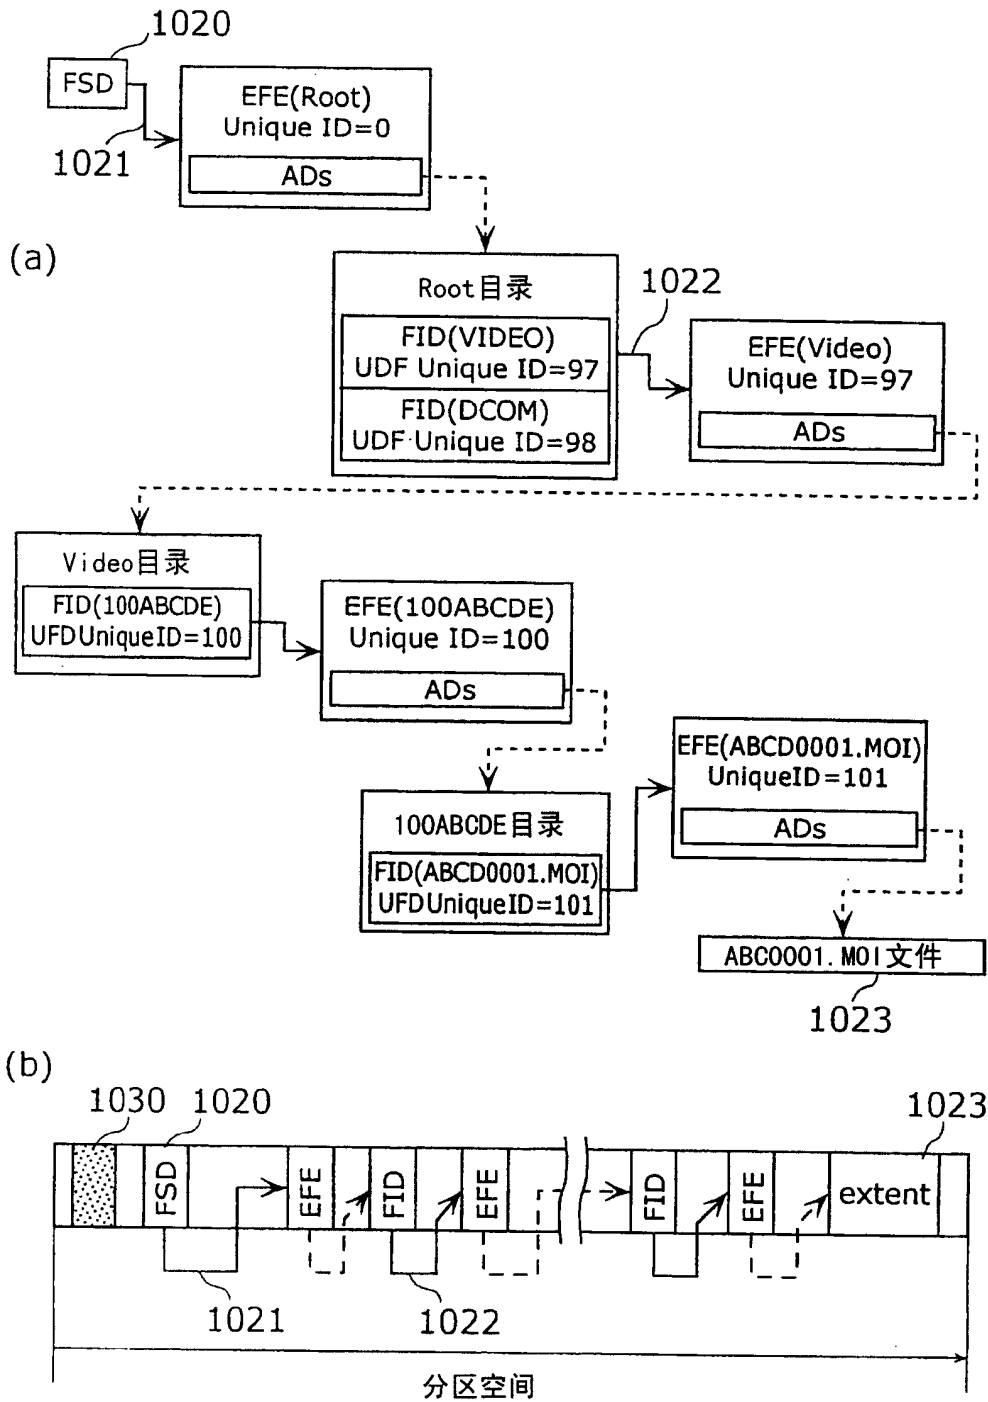 1020
FSD
1021
EFE(Root)
Unique ID=0
ADs
(a)
Root目录
FID(VIDEO)
UDF Unique ID=97
FID(DCOM)
UDF Unique ID=98
1022
EFE(Video)
Unique ID=97
ADs
Video目录
FID(100ABCDE)
UFDUniqueID=100
EFE(100ABCDE)
Unique ID=100
ADs
100ABCDE目录
FID(ABCD0001.MOI)
UFDUniqueID=101
EFE(ABCD0001.MOI)
UniqueID=101
ADs
ABC0001.MOI文件
1023
(b)
1030
1020
1023
FSD
EFE
FID
EFE
FID
EFE
extent
1021
1022
分区空间